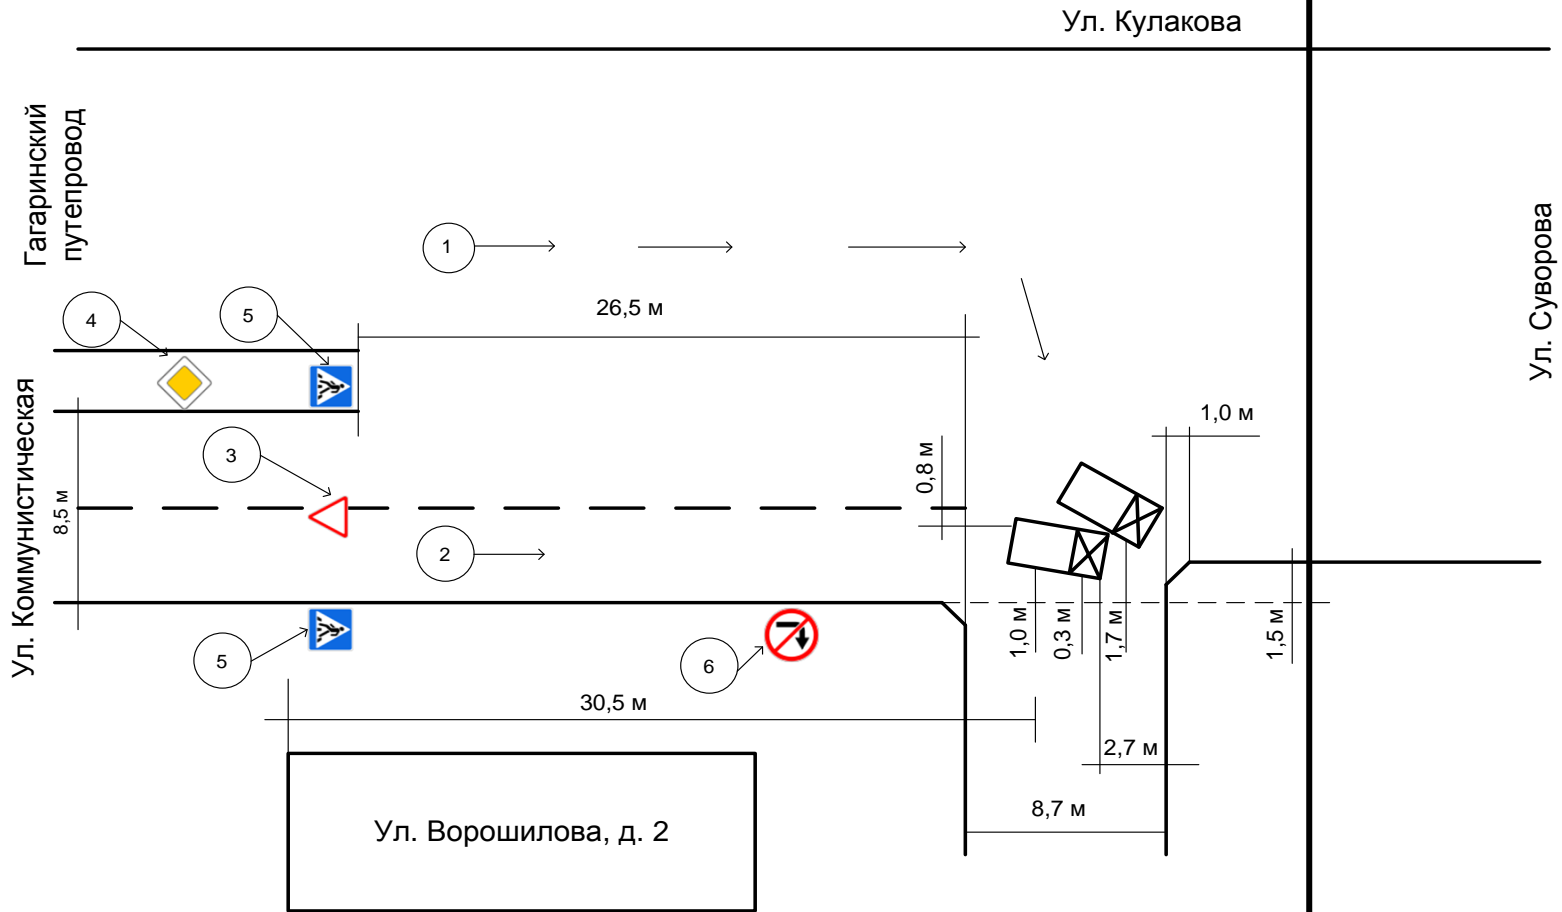 Ул. Кулакова
Гагаринский
путепровод
Ул. Суворова
1
4
5
26,5 м
Ул. Коммунистическая
8,5 м
3
2
0,8 м
1,0 м
5
6
1,0 м
0,3 м
1,7 м
1,5 м
30,5 м
2,7 м
8,7 м
Ул. Ворошилова, д. 2